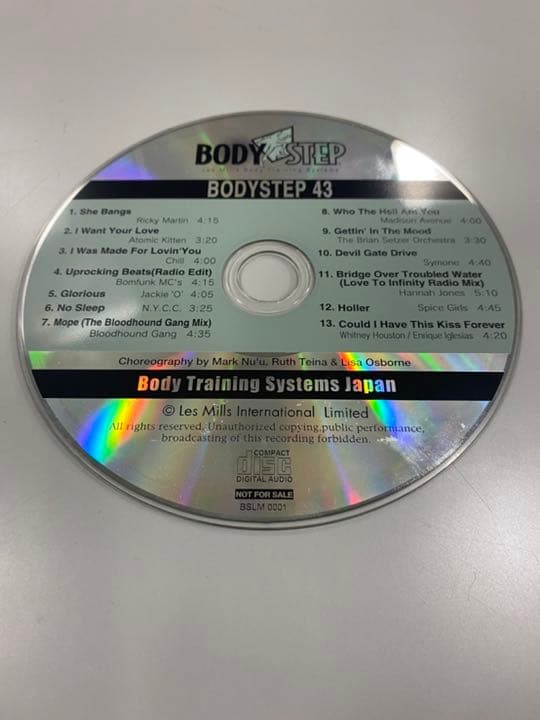 BODY STEP
Les Mills Body Training Systems
BODYSTEP 43
1. She Bangs
Ricky Martin 4:15
2. I Want Your Love
Atomic Kitten 3:20
3. I Was Made For Lovin'You
Chill 4:00
4. Uprocking Beats(Radio Edit)
Bomfunk MC's 4:15
5. Glorious Jackie 'O' 4:05
6. No Sleep N.Y.C.C. 3:25
7. Mope (The Bloodhound Gang Mix)
Bloodhound Gang 4:35
8. Who The Hell Are You
Madison Avenue 4:00
9. Gettin' In The Mood
The Brian Setzer Orchestra 3:30
10. Devil Gate Drive
Symone 4:40
11. Bridge Over Troubled Water
(Love To Infinity Radio Mix)
Hannah Jones 5:10
12. Holler Spice Girls 4:45
13. Could I Have This Kiss Forever
Whitney Houston / Enrique Iglesias 4:20
Choreography by Mark Nu'u, Ruth Teina & Lisa Osborne
Body Training Systems Japan
© Les Mills International Limited
All rights reserved. Unauthorized copying,public performance,
broadcasting of this recording forbidden.
COMPACT
disc
DIGITAL AUDIO
NOT FOR SALE
BSLM 0001